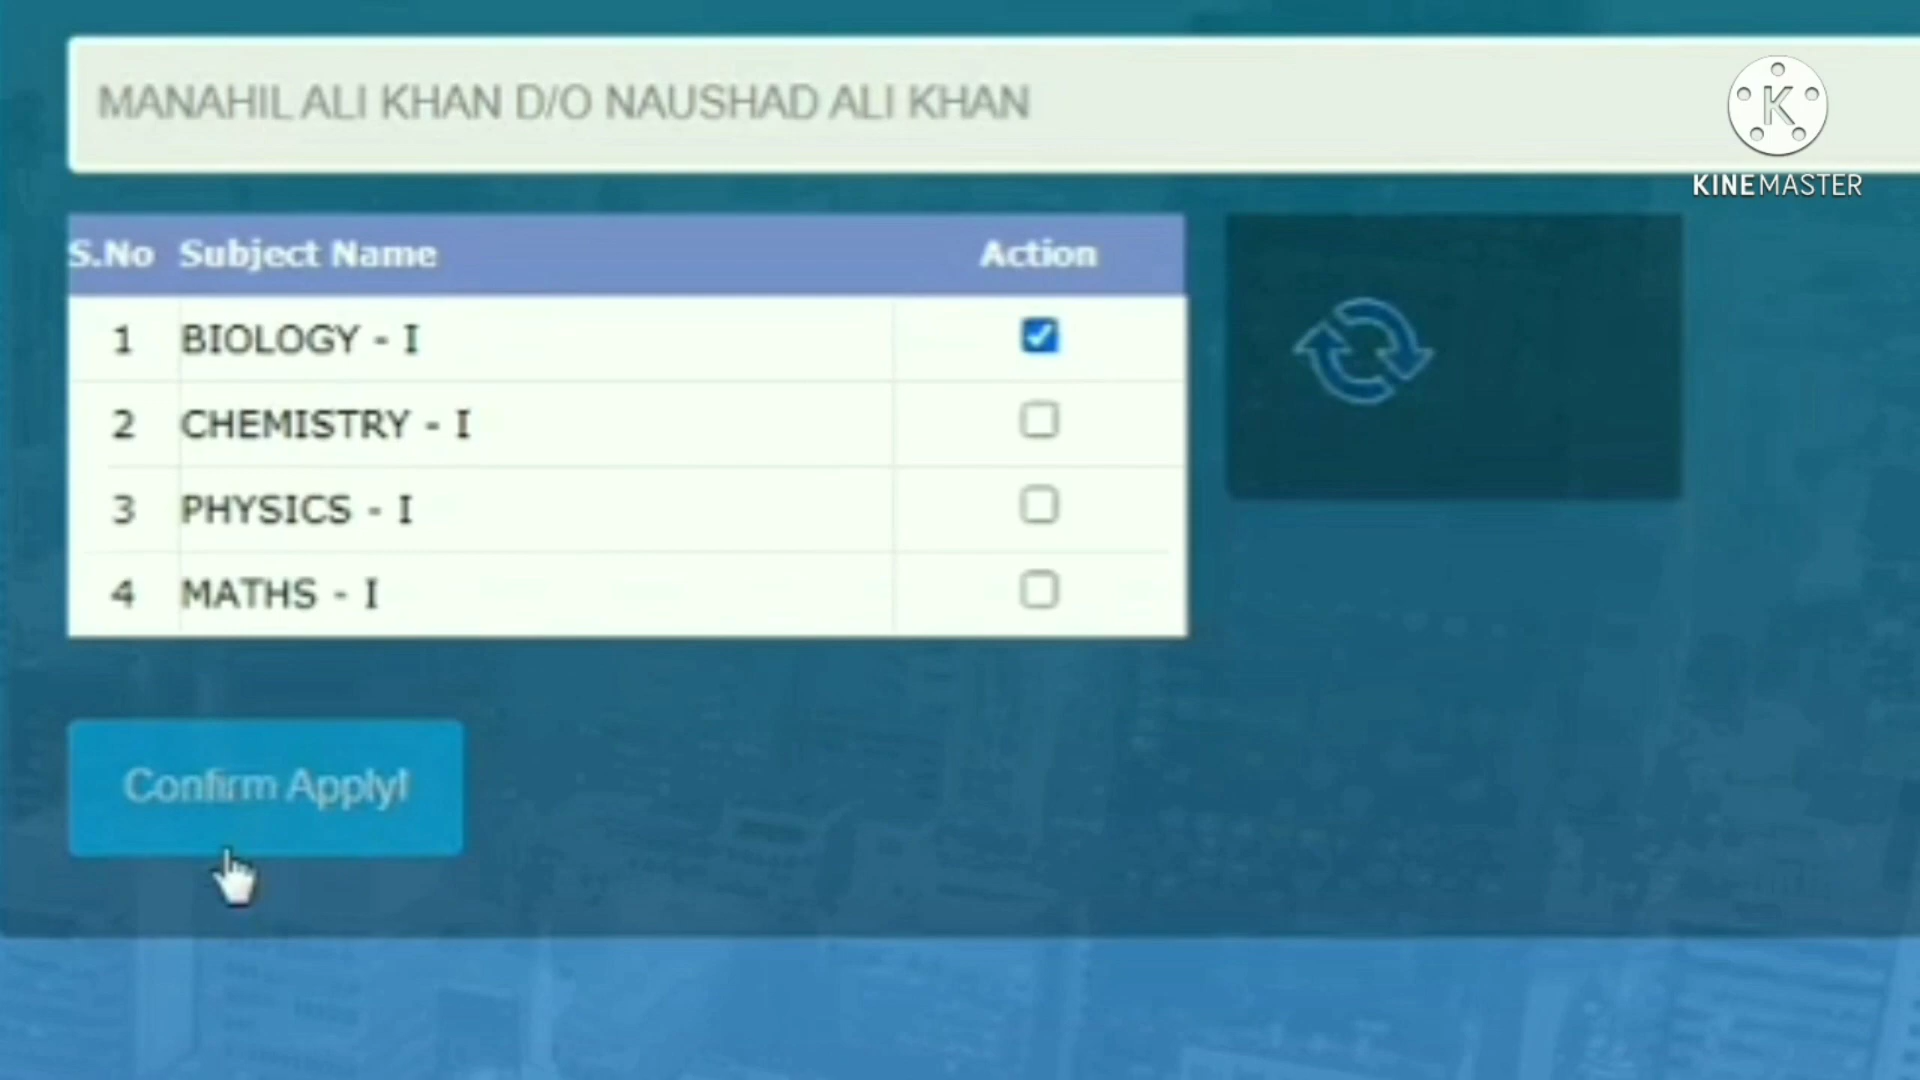 MANAHIL ALI KHAN D/O NAUSHAD ALI KHAN
K
KINEMASTER
S.No Subject Name Action
1 BIOLOGY - I
2 CHEMISTRY - I
3 PHYSICS - I
4 MATHS - I
Confirm Apply!